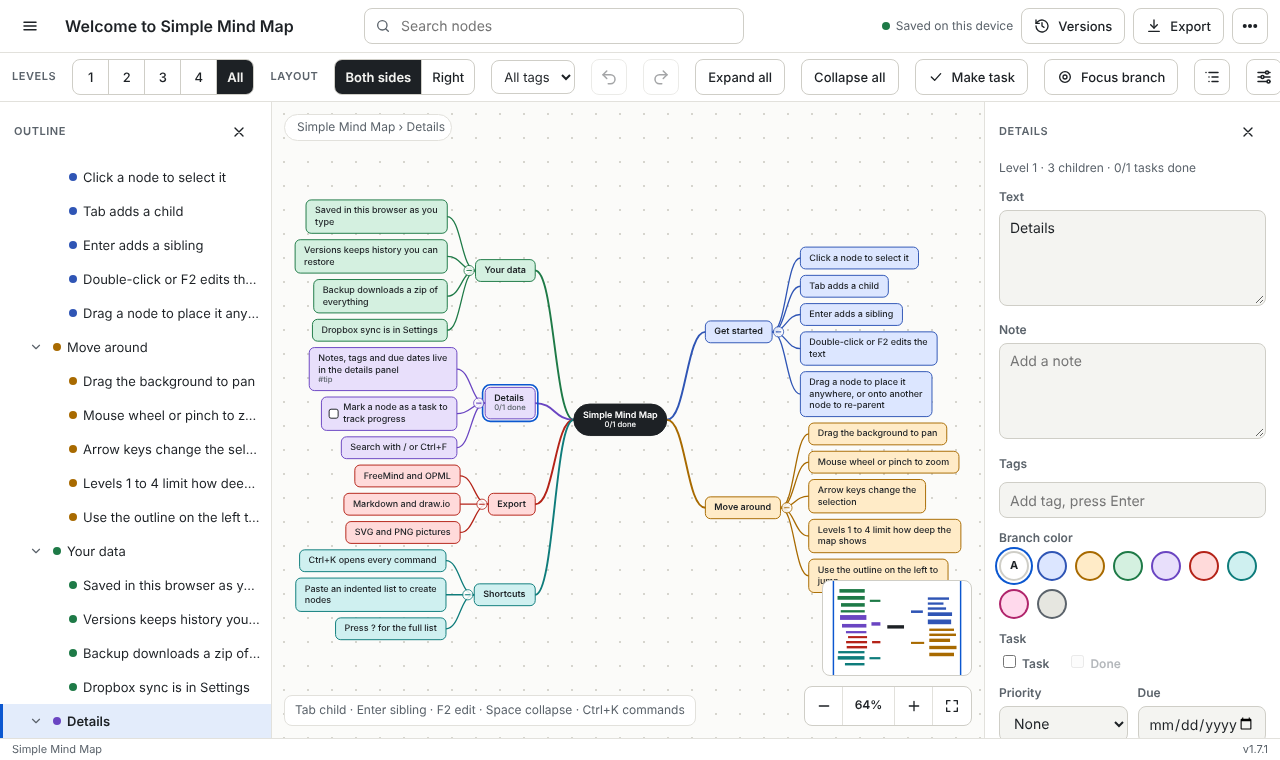 Welcome to Simple Mind Map
Search nodes
Saved on this device
Versions
Export
LEVELS
1
2
3
4
All
LAYOUT
Both sides
Right
All tags
Expand all
Collapse all
Make task
Focus branch
OUTLINE
Click a node to select it
Tab adds a child
Enter adds a sibling
Double-click or F2 edits th...
Drag a node to place it any...
Move around
Drag the background to pan
Mouse wheel or pinch to z...
Arrow keys change the sel...
Levels 1 to 4 limit how dee...
Use the outline on the left t...
Your data
Saved in this browser as y...
Versions keeps history you...
Backup downloads a zip of...
Dropbox sync is in Settings
Details
Simple Mind Map › Details
Saved in this browser as you
type
Versions keeps history you can
restore
Backup downloads a zip of
everything
Dropbox sync is in Settings
Your data
Notes, tags and due dates live
in the details panel
#tip
Mark a node as a task to
track progress
Search with / or Ctrl+F
Details
0/1 done
FreeMind and OPML
Markdown and draw.io
SVG and PNG pictures
Export
Ctrl+K opens every command
Paste an indented list to create
nodes
Press ? for the full list
Shortcuts
Simple Mind Map
0/1 done
Get started
Click a node to select it
Tab adds a child
Enter adds a sibling
Double-click or F2 edits the
text
Drag a node to place it
anywhere, or onto another
node to re-parent
Move around
Drag the background to pan
Mouse wheel or pinch to zoom
Arrow keys change the
selection
Levels 1 to 4 limit how deep the
map shows
Use the outline on the left to
jump
Tab child · Enter sibling · F2 edit · Space collapse · Ctrl+K commands
64%
DETAILS
Level 1 · 3 children · 0/1 tasks done
Text
Details
Note
Add a note
Tags
Add tag, press Enter
Branch color
A
Task
Task
Done
Priority
Due
None
mm/dd/yyyy
Simple Mind Map
v1.7.1